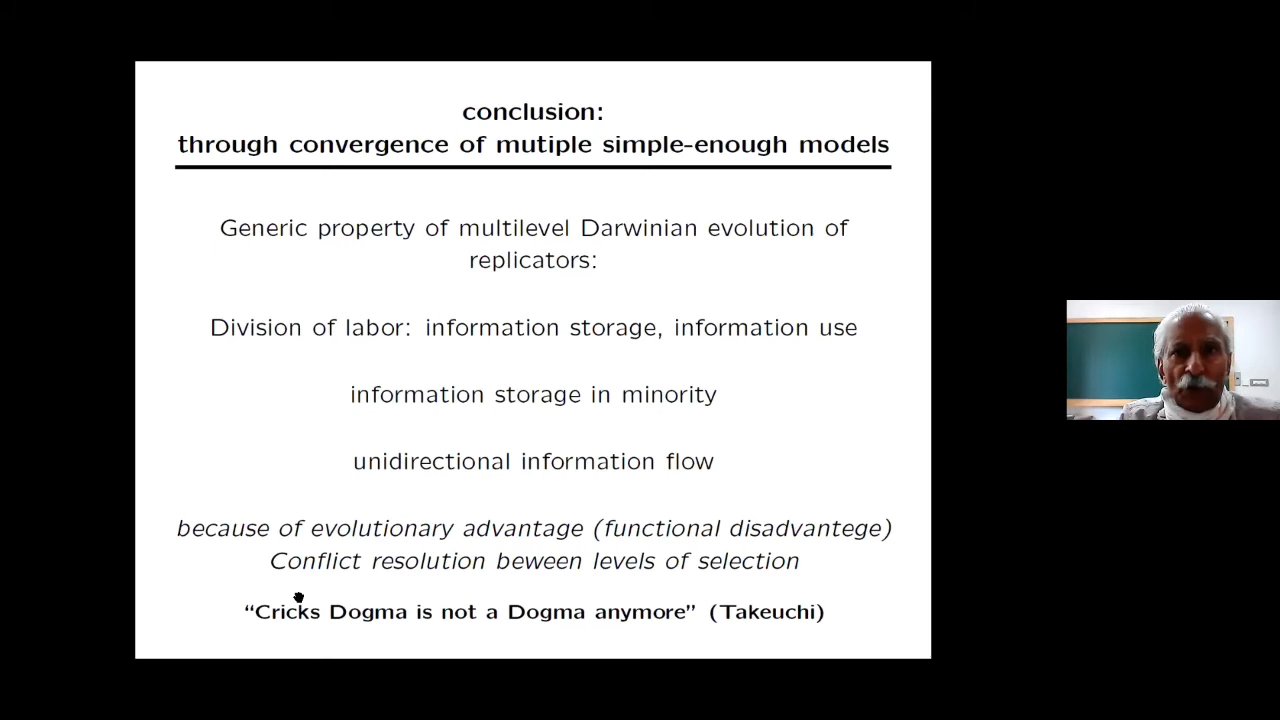 conclusion:
through convergence of mutiple simple-enough models
Generic property of multilevel Darwinian evolution of
replicators:
Division of labor: information storage, information use
information storage in minority
unidirectional information flow
because of evolutionary advantage (functional disadvantege)
Conflict resolution beween levels of selection
“Cricks Dogma is not a Dogma anymore” (Takeuchi)